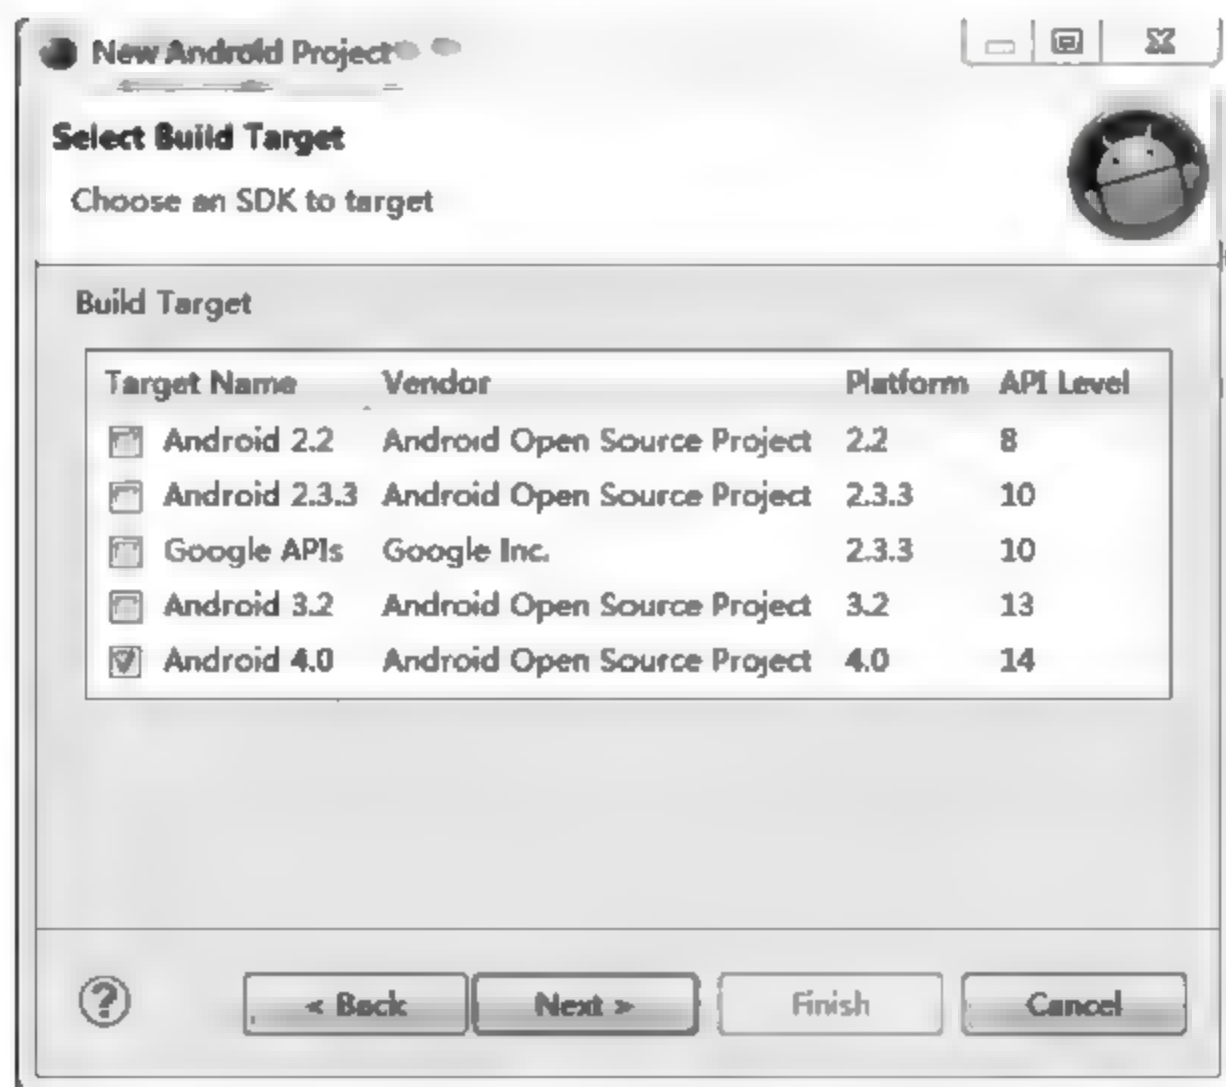 New Android Project
Select Build Target
Choose an SDK to target
Build Target
Target Name Vendor Platform API Level
Android 2.2 Android Open Source Project 2.2 8
Android 2.3.3 Android Open Source Project 2.3.3 10
Google APIs Google Inc. 2.3.3 10
Android 3.2 Android Open Source Project 3.2 13
Android 4.0 Android Open Source Project 4.0 14
? < Back Next > Finish Cancel